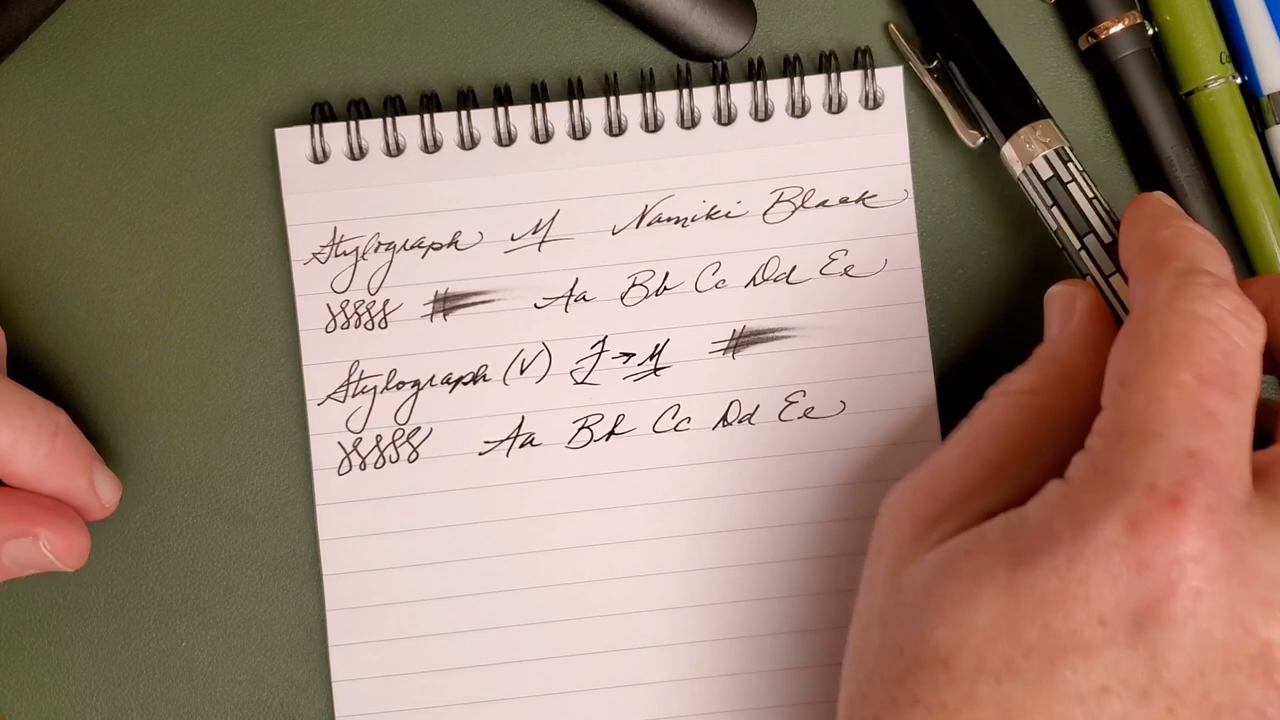 Stylograph M Namiki Black
Aa Bb Cc Dd Ee
Stylograph (V) F → M
Aa Bb Cc Dd Ee